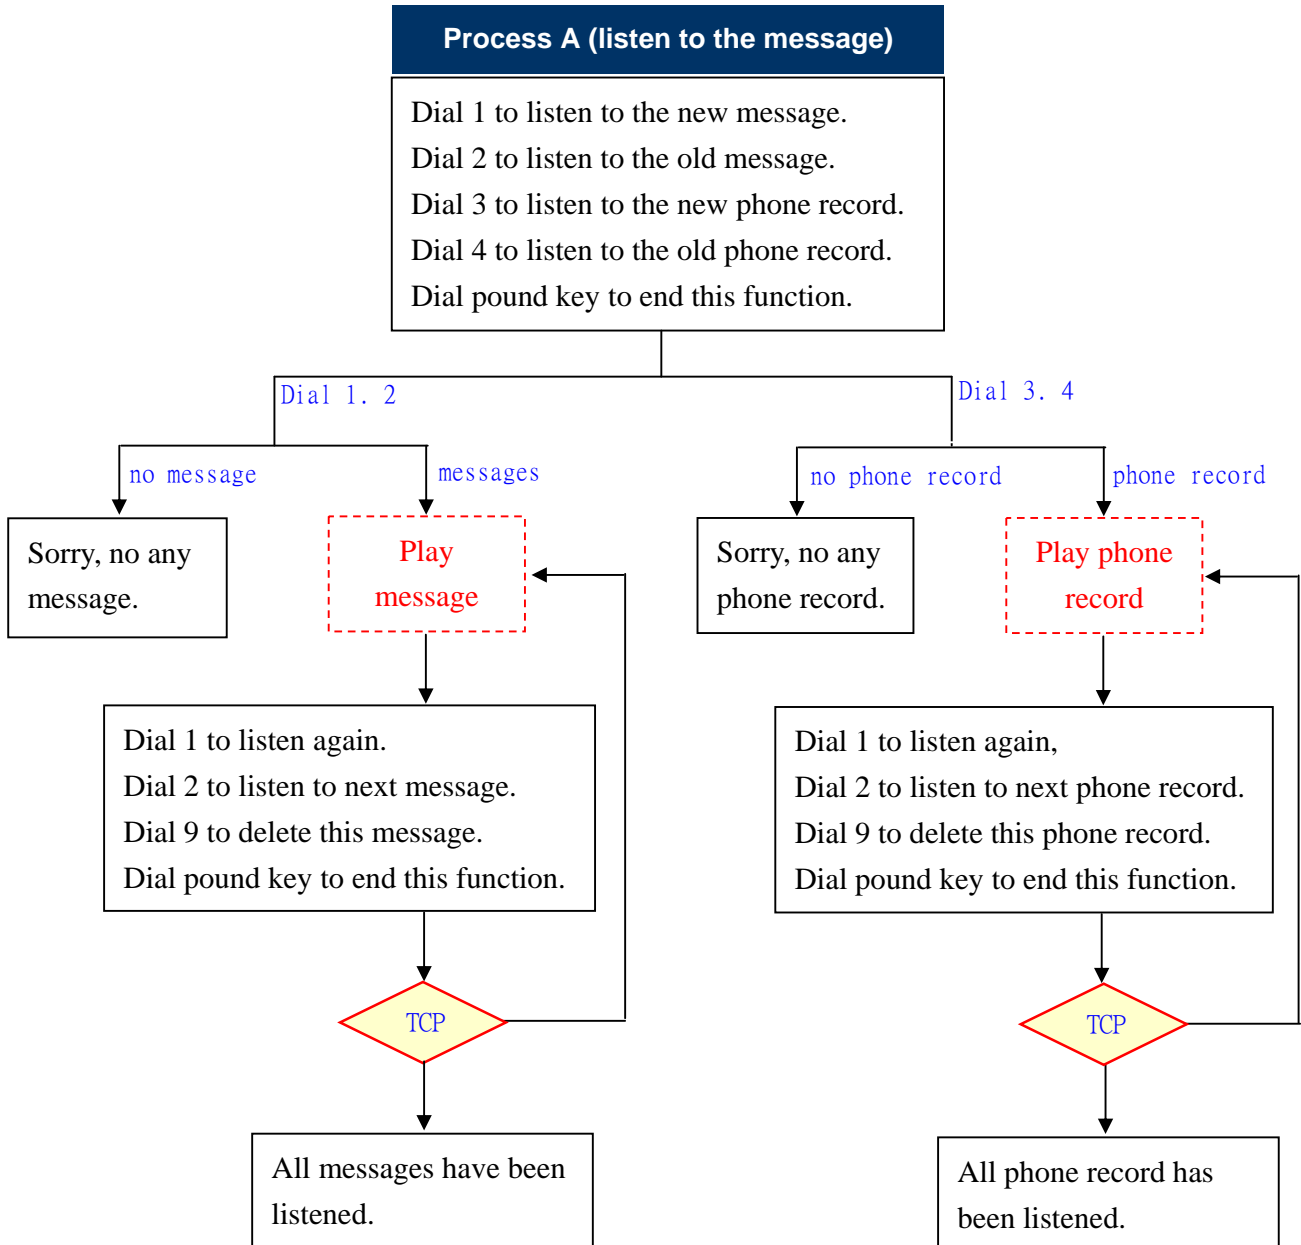 Process A (listen to the message)
Dial 1 to listen to the new message.
Dial 2 to listen to the old message.
Dial 3 to listen to the new phone record.
Dial 4 to listen to the old phone record.
Dial pound key to end this function.
Dial 1. 2
Dial 3. 4
no message
messages
no phone record
phone record
Sorry, no any
message.
Play
message
Sorry, no any
phone record.
Play phone
record
Dial 1 to listen again.
Dial 2 to listen to next message.
Dial 9 to delete this message.
Dial pound key to end this function.
Dial 1 to listen again,
Dial 2 to listen to next phone record.
Dial 9 to delete this phone record.
Dial pound key to end this function.
TCP
TCP
All messages have been
listened.
All phone record has
been listened.